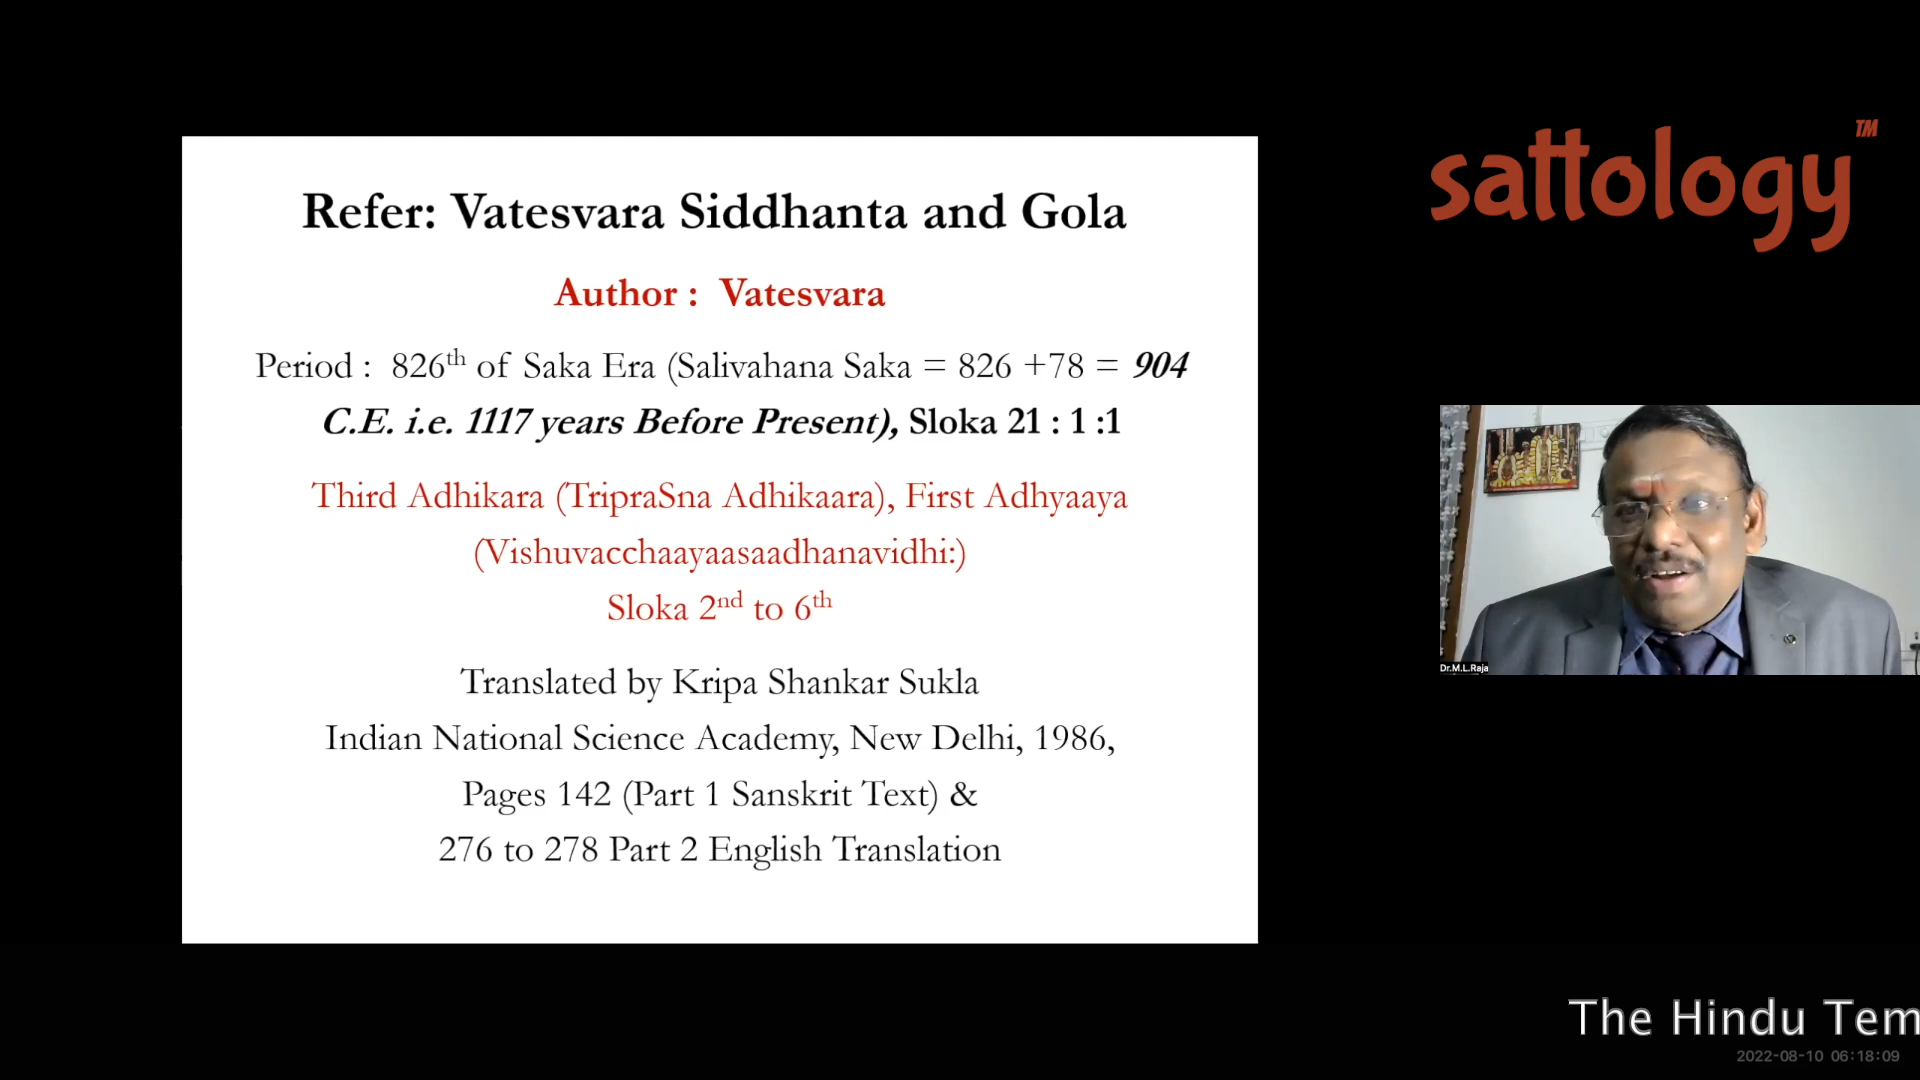 sattology™
Refer: Vatesvara Siddhanta and Gola
Author : Vatesvara
Period : 826th of Saka Era (Salivahana Saka = 826 +78 = 904
C.E. i.e. 1117 years Before Present), Sloka 21 : 1 :1
Third Adhikara (TripraSna Adhikaara), First Adhyaaya
(Vishuvacchaayaasaadhanavidhi:)
Sloka 2nd to 6th
Translated by Kripa Shankar Sukla
Indian National Science Academy, New Delhi, 1986,
Pages 142 (Part 1 Sanskrit Text) &
276 to 278 Part 2 English Translation
Dr.M.L.Raja
The Hindu Tem
2022-08-10 06:18:09